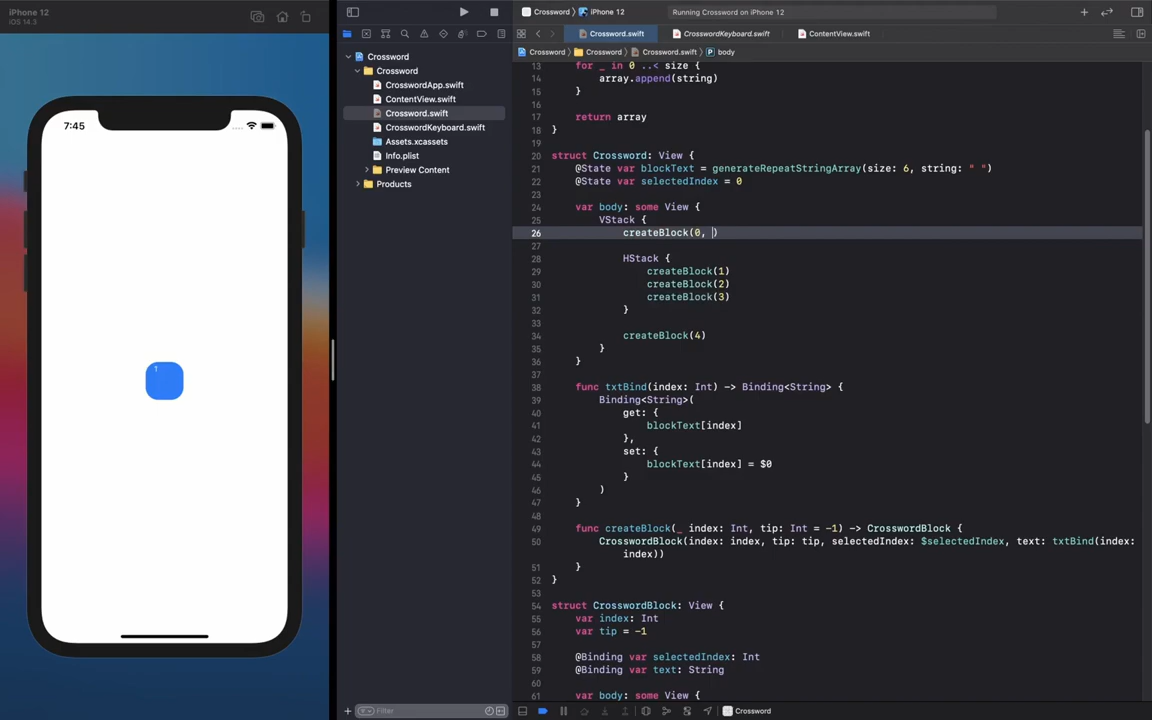 iPhone 12
iOS 14.3
7:45
T
Crossword
iPhone 12
Running Crossword on iPhone 12
Crossword.swift
CrosswordKeyboard.swift
ContentView.swift
Crossword
Crossword
Crossword.swift
body
Crossword
Crossword
CrosswordApp.swift
ContentView.swift
Crossword.swift
CrosswordKeyboard.swift
Assets.xcassets
Info.plist
Preview Content
Products
Filter
13 for _ in 0 ..< size {
14 array.append(string)
15 }
16
17 return array
18 }
19
20 struct Crossword: View {
21 @State var blockText = generateRepeatStringArray(size: 6, string: " ")
22 @State var selectedIndex = 0
23
24 var body: some View {
25 VStack {
26 createBlock(0, )
27
28 HStack {
29 createBlock(1)
30 createBlock(2)
31 createBlock(3)
32 }
33
34 createBlock(4)
35 }
36 }
37
38 func txtBind(index: Int) -> Binding<String> {
39 Binding<String>(
40 get: {
41 blockText[index]
42 },
43 set: {
44 blockText[index] = $0
45 }
46 )
47 }
48
49 func createBlock(_ index: Int, tip: Int = -1) -> CrosswordBlock {
50 CrosswordBlock(index: index, tip: tip, selectedIndex: $selectedIndex, text: txtBind(index:
index))
51 }
52 }
53
54 struct CrosswordBlock: View {
55 var index: Int
56 var tip = -1
57
58 @Binding var selectedIndex: Int
59 @Binding var text: String
60
61 var body: some View {
Crossword